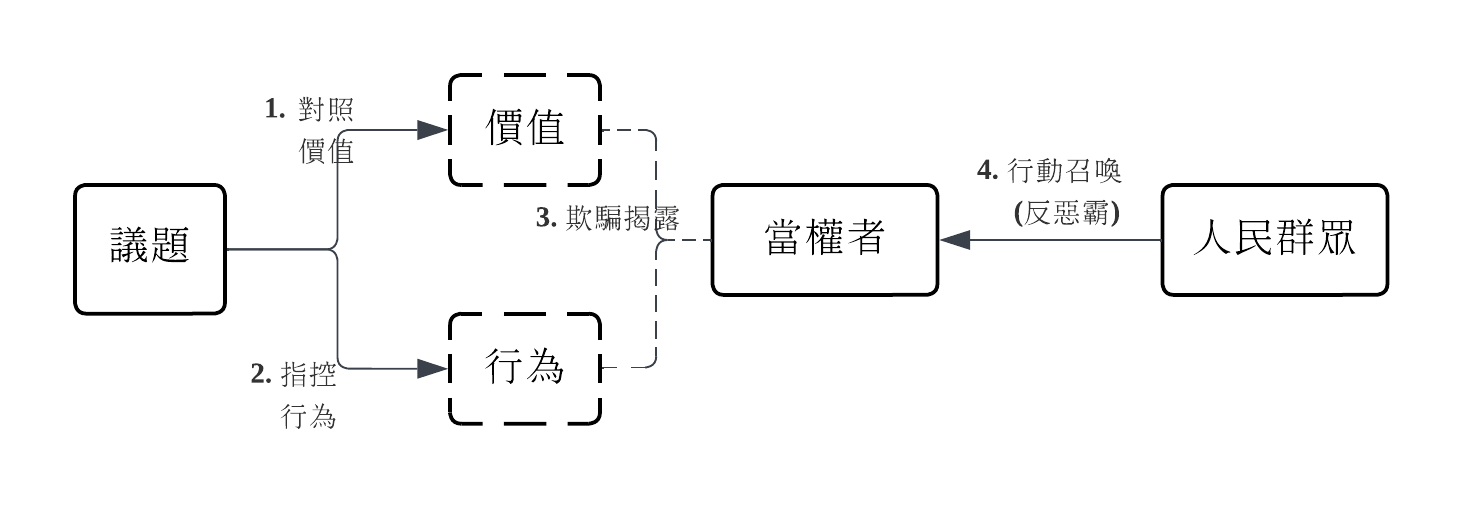 1. 對照
價值
價值
議題
3. 欺騙揭露
當權者
4. 行動召喚
(反惡霸)
人民群眾
2. 指控
行為
行為